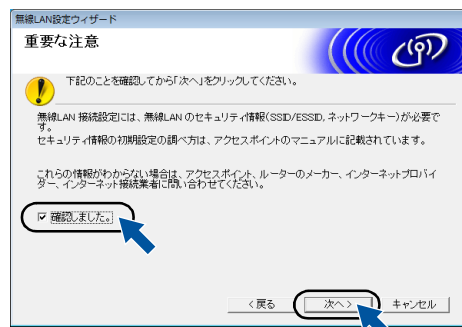 無線LAN設定ウィザード
重要な注意
下記のことを確認してから「次へ」をクリックしてください。
無線LAN 接続設定には、無線LAN のセキュリティ情報(SSID/ESSID, ネットワークキー)が必要で
す。
セキュリティ情報の初期設定の調べ方は、アクセスポイントのマニュアルに記載されています。
これらの情報がわからない場合は、アクセスポイント、ルーターのメーカー、インターネットプロバイ
ダー、インターネット接続業者に問い合わせてください。
確認しました。
< 戻る
次へ >
キャンセル